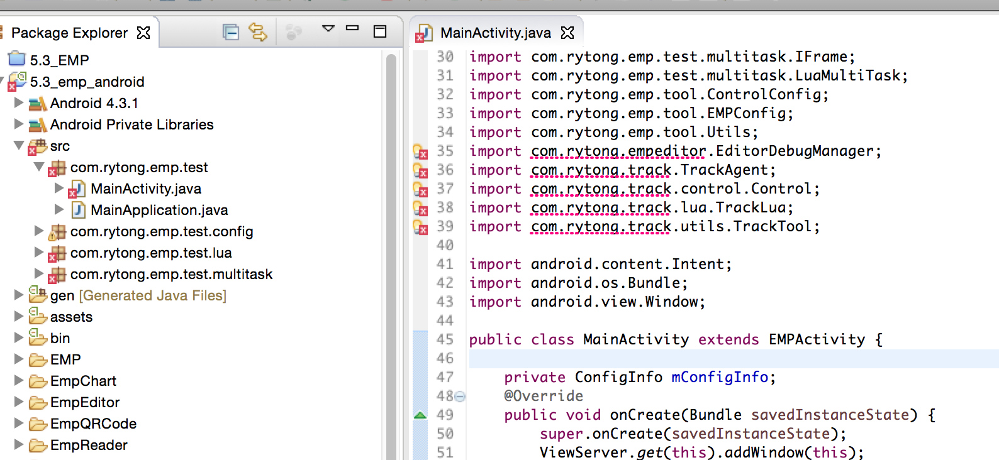 Package Explorer
5.3_EMP
5.3_emp_android
Android 4.3.1
Android Private Libraries
src
com.rytong.emp.test
MainActivity.java
MainApplication.java
com.rytong.emp.test.config
com.rytong.emp.test.lua
com.rytong.emp.test.multitask
gen [Generated Java Files]
assets
bin
EMP
EmpChart
EmpEditor
EmpQRCode
EmpReader
MainActivity.java
30 import com.rytong.emp.test.multitask.IFrame;
31 import com.rytong.emp.test.multitask.LuaMultiTask;
32 import com.rytong.emp.tool.ControlConfig;
33 import com.rytong.emp.tool.EMPConfig;
34 import com.rytong.emp.tool.Utils;
35 import com.rytong.empeditor.EditorDebugManager;
36 import com.rytong.track.TrackAgent;
37 import com.rytong.track.control.Control;
38 import com.rytong.track.lua.TrackLua;
39 import com.rytong.track.utils.TrackTool;
40
41 import android.content.Intent;
42 import android.os.Bundle;
43 import android.view.Window;
44
45 public class MainActivity extends EMPActivity {
46
47 private ConfigInfo mConfigInfo;
48 @Override
49 public void onCreate(Bundle savedInstanceState) {
50 super.onCreate(savedInstanceState);
51 ViewServer.get(this).addWindow(this);